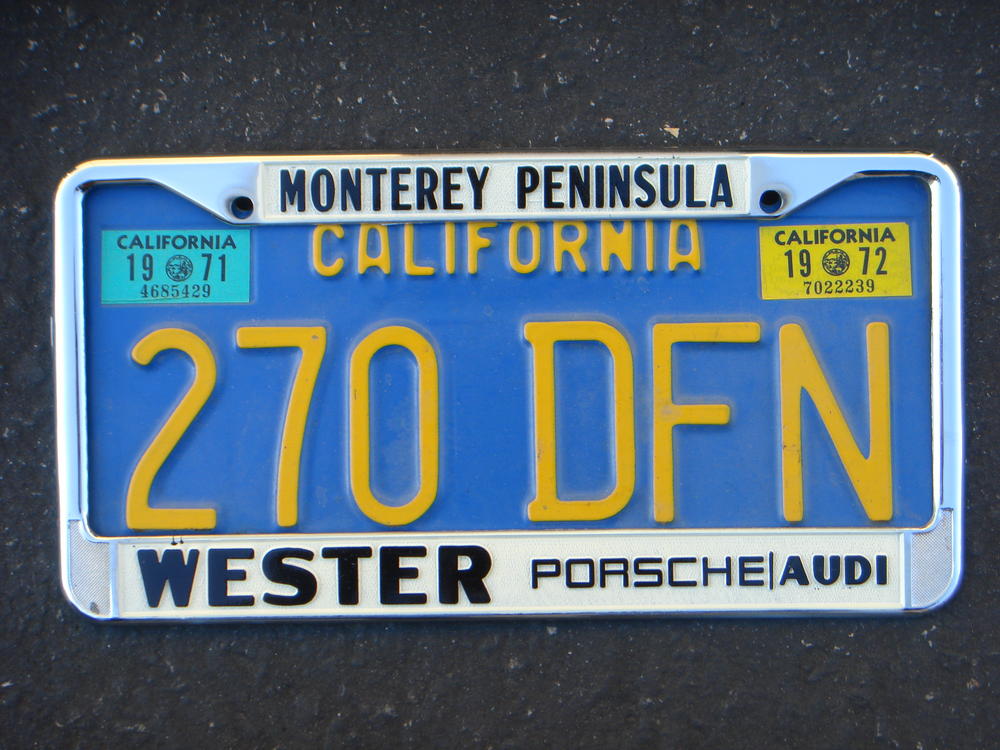 MONTEREY PENINSULA
CALIFORNIA
CALIFORNIA
19 71
4685429
CALIFORNIA
19 72
7022239
270 DFN
WESTER PORSCHE|AUDI